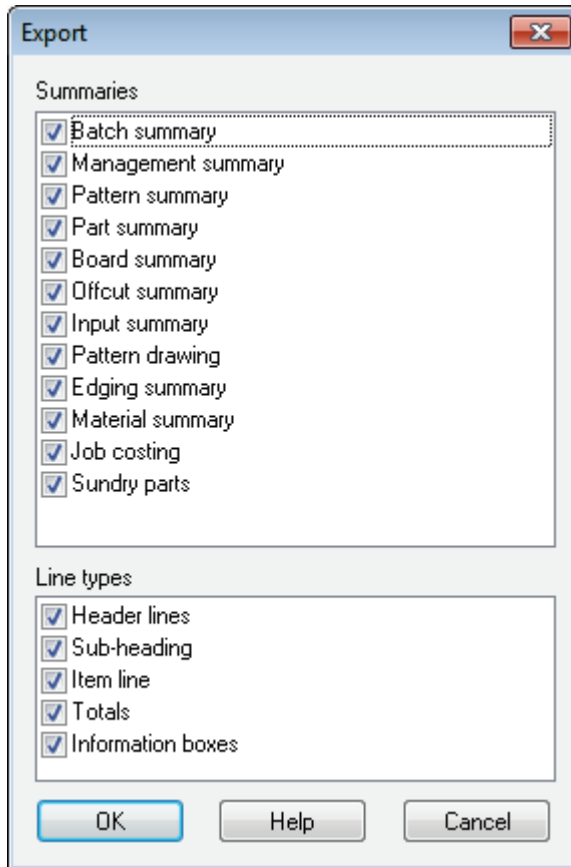 Export
Summaries
Batch summary
Management summary
Pattern summary
Part summary
Board summary
Offcut summary
Input summary
Pattern drawing
Edging summary
Material summary
Job costing
Sundry parts
Line types
Header lines
Sub-heading
Item line
Totals
Information boxes
OK Help Cancel